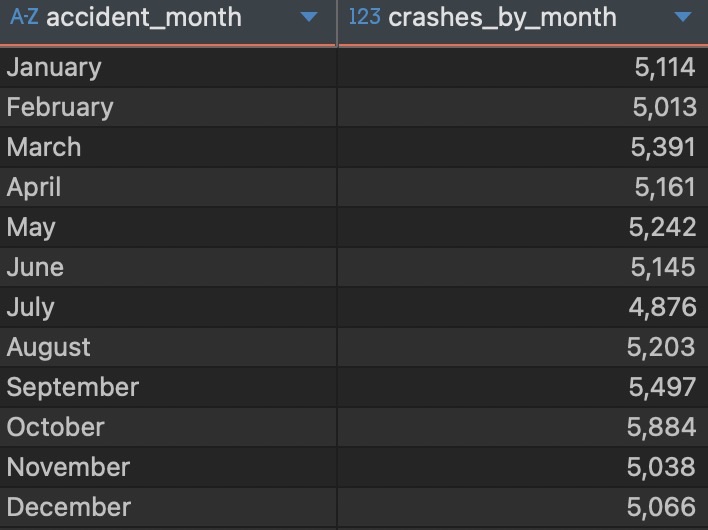 A-Z accident_month 123 crashes_by_month
January 5,114
February 5,013
March 5,391
April 5,161
May 5,242
June 5,145
July 4,876
August 5,203
September 5,497
October 5,884
November 5,038
December 5,066